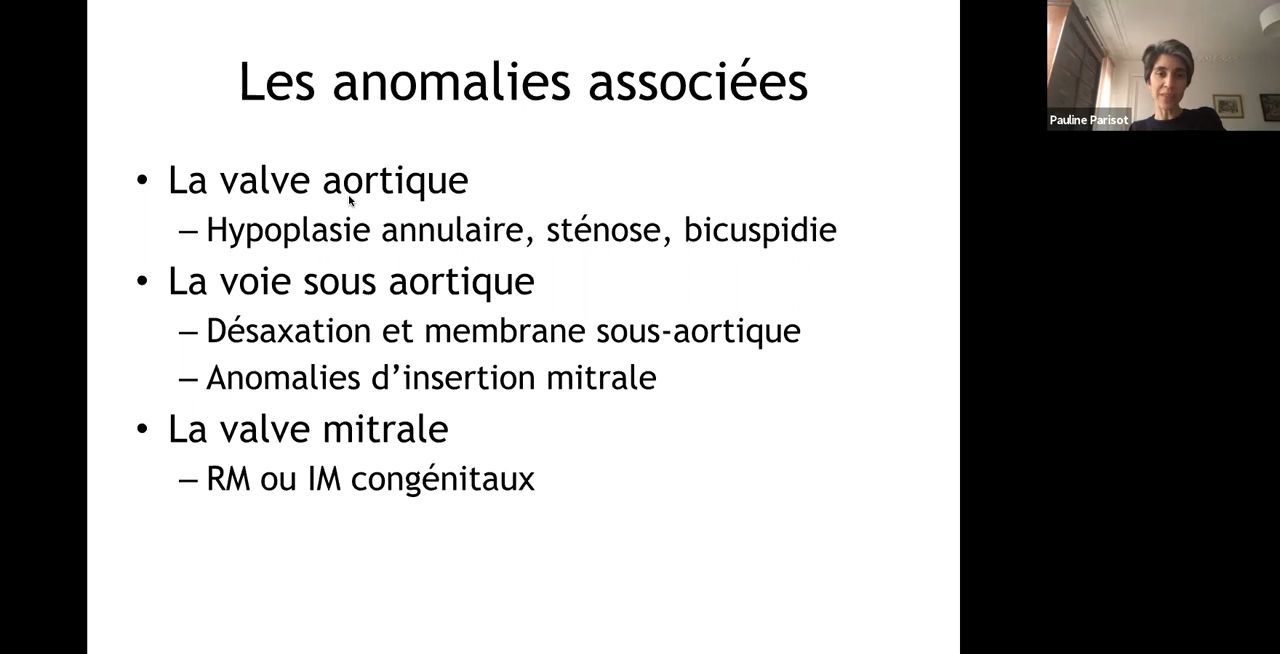 Les anomalies associées
• La valve aortique
– Hypoplasie annulaire, sténose, bicuspidie
• La voie sous aortique
– Désaxation et membrane sous-aortique
– Anomalies d’insertion mitrale
• La valve mitrale
– RM ou IM congénitaux
Pauline Parisot